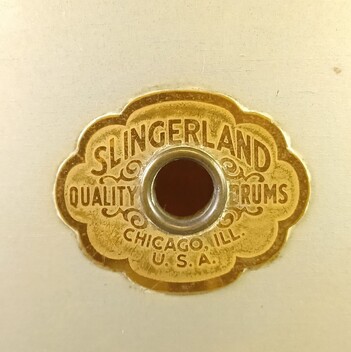 SLINGERLAND
QUALITY DRUMS
CHICAGO, ILL.
U. S. A.